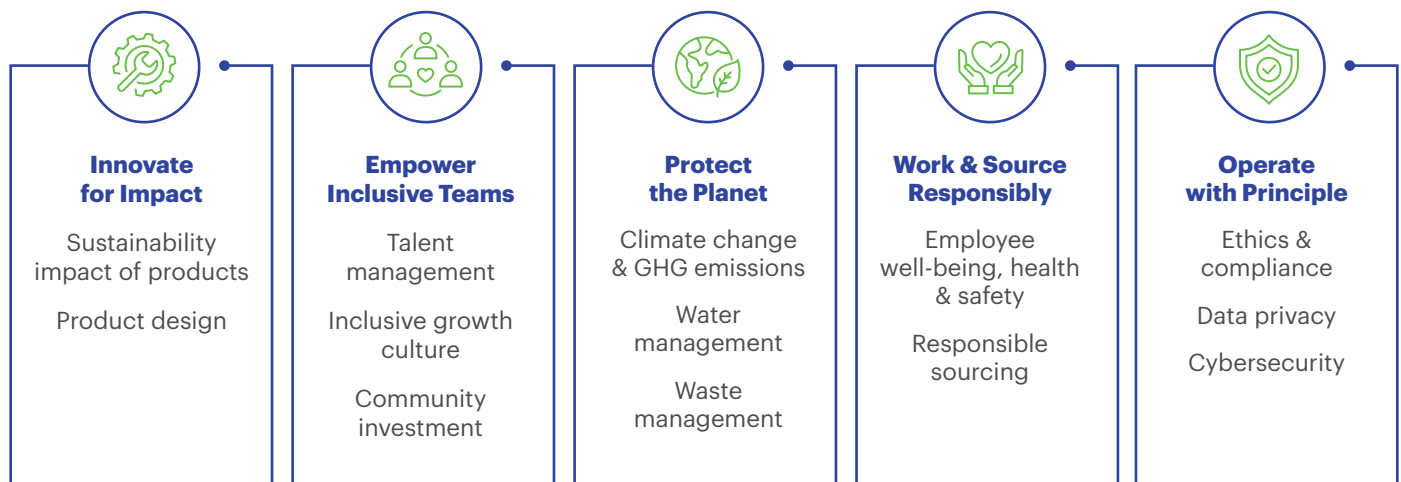 Innovate
for Impact
Sustainability
impact of products
Product design
Empower
Inclusive Teams
Talent
management
Inclusive growth
culture
Community
investment
Protect
the Planet
Climate change
& GHG emissions
Water
management
Waste
management
Work & Source
Responsibly
Employee
well-being, health
& safety
Responsible
sourcing
Operate
with Principle
Ethics &
compliance
Data privacy
Cybersecurity